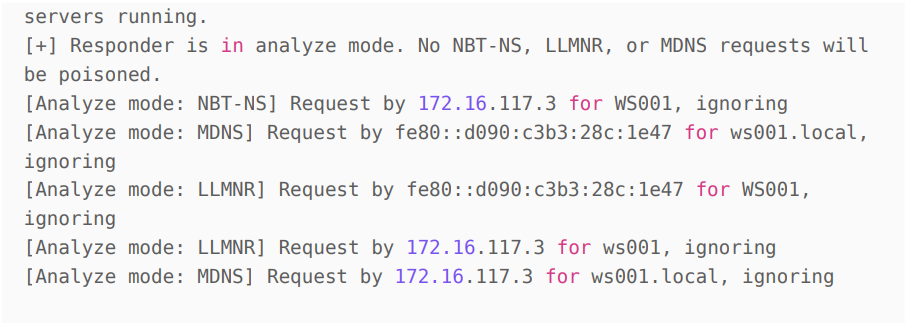 servers running.
[+] Responder is in analyze mode. No NBT-NS, LLMNR, or MDNS requests will
be poisoned.
[Analyze mode: NBT-NS] Request by 172.16.117.3 for WS001, ignoring
[Analyze mode: MDNS] Request by fe80::d090:c3b3:28c:1e47 for ws001.local,
ignoring
[Analyze mode: LLMNR] Request by fe80::d090:c3b3:28c:1e47 for WS001,
ignoring
[Analyze mode: LLMNR] Request by 172.16.117.3 for ws001, ignoring
[Analyze mode: MDNS] Request by 172.16.117.3 for ws001.local, ignoring